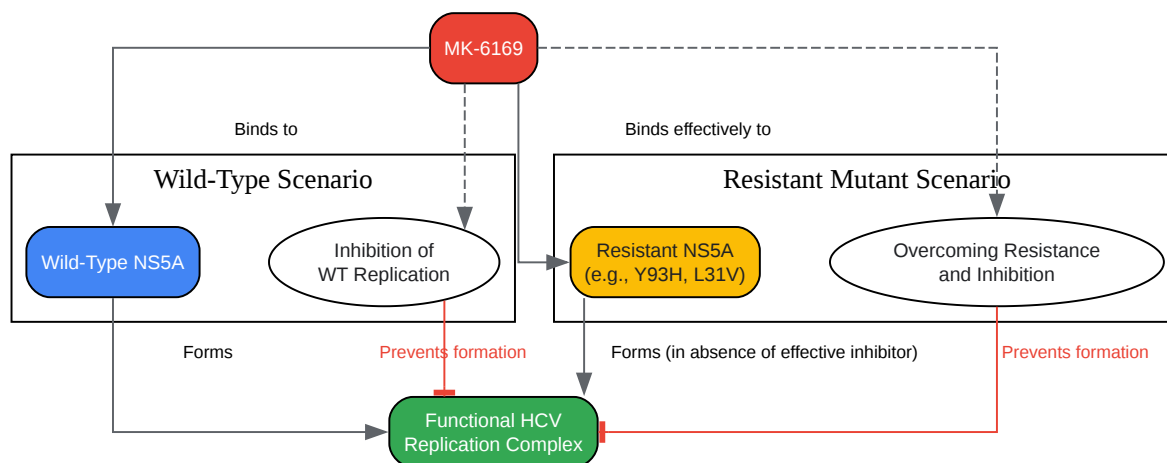 MK-6169
Binds to
Binds effectively to
Wild-Type Scenario
Resistant Mutant Scenario
Wild-Type NS5A
Inhibition of
WT Replication
Resistant NS5A
(e.g., Y93H, L31V)
Overcoming Resistance
and Inhibition
Forms
Prevents formation
Forms (in absence of effective inhibitor)
Prevents formation
Functional HCV
Replication Complex